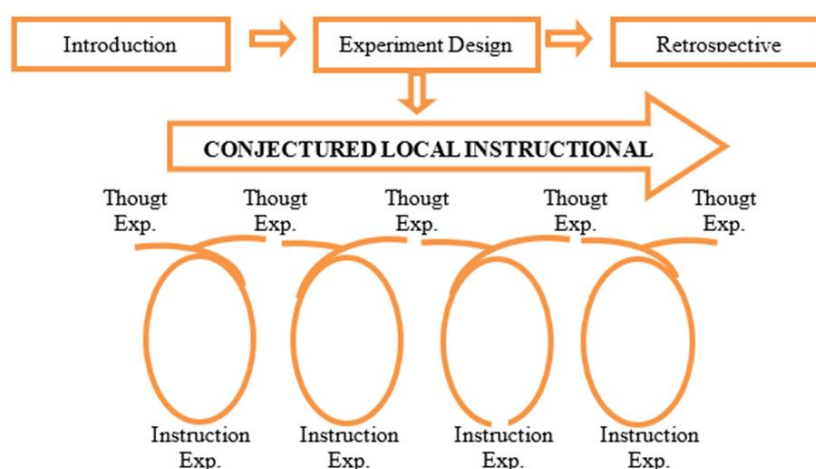 Introduction
Experiment Design
Retrospective
CONJECTURED LOCAL INSTRUCTIONAL
Thougt
Exp.
Thougt
Exp.
Thougt
Exp.
Thougt
Exp.
Thougt
Exp.
Instruction
Exp.
Instruction
Exp.
Instruction
Exp.
Instruction
Exp.